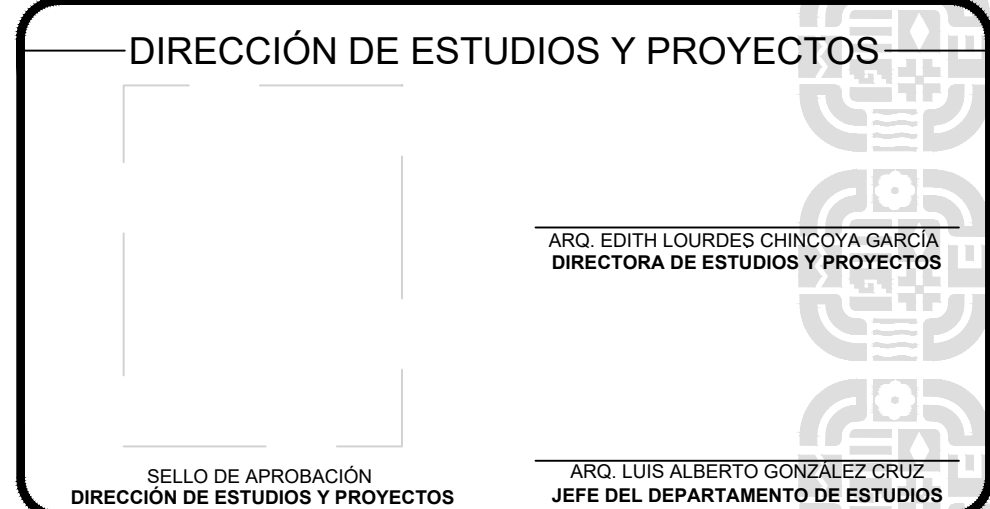 DIRECCIÓN DE ESTUDIOS Y PROYECTOS
ARQ. EDITH LOURDES CHINCOYA GARCÍA
DIRECTORA DE ESTUDIOS Y PROYECTOS
SELLO DE APROBACIÓN
DIRECCIÓN DE ESTUDIOS Y PROYECTOS
ARQ. LUIS ALBERTO GONZÁLEZ CRUZ
JEFE DEL DEPARTAMENTO DE ESTUDIOS